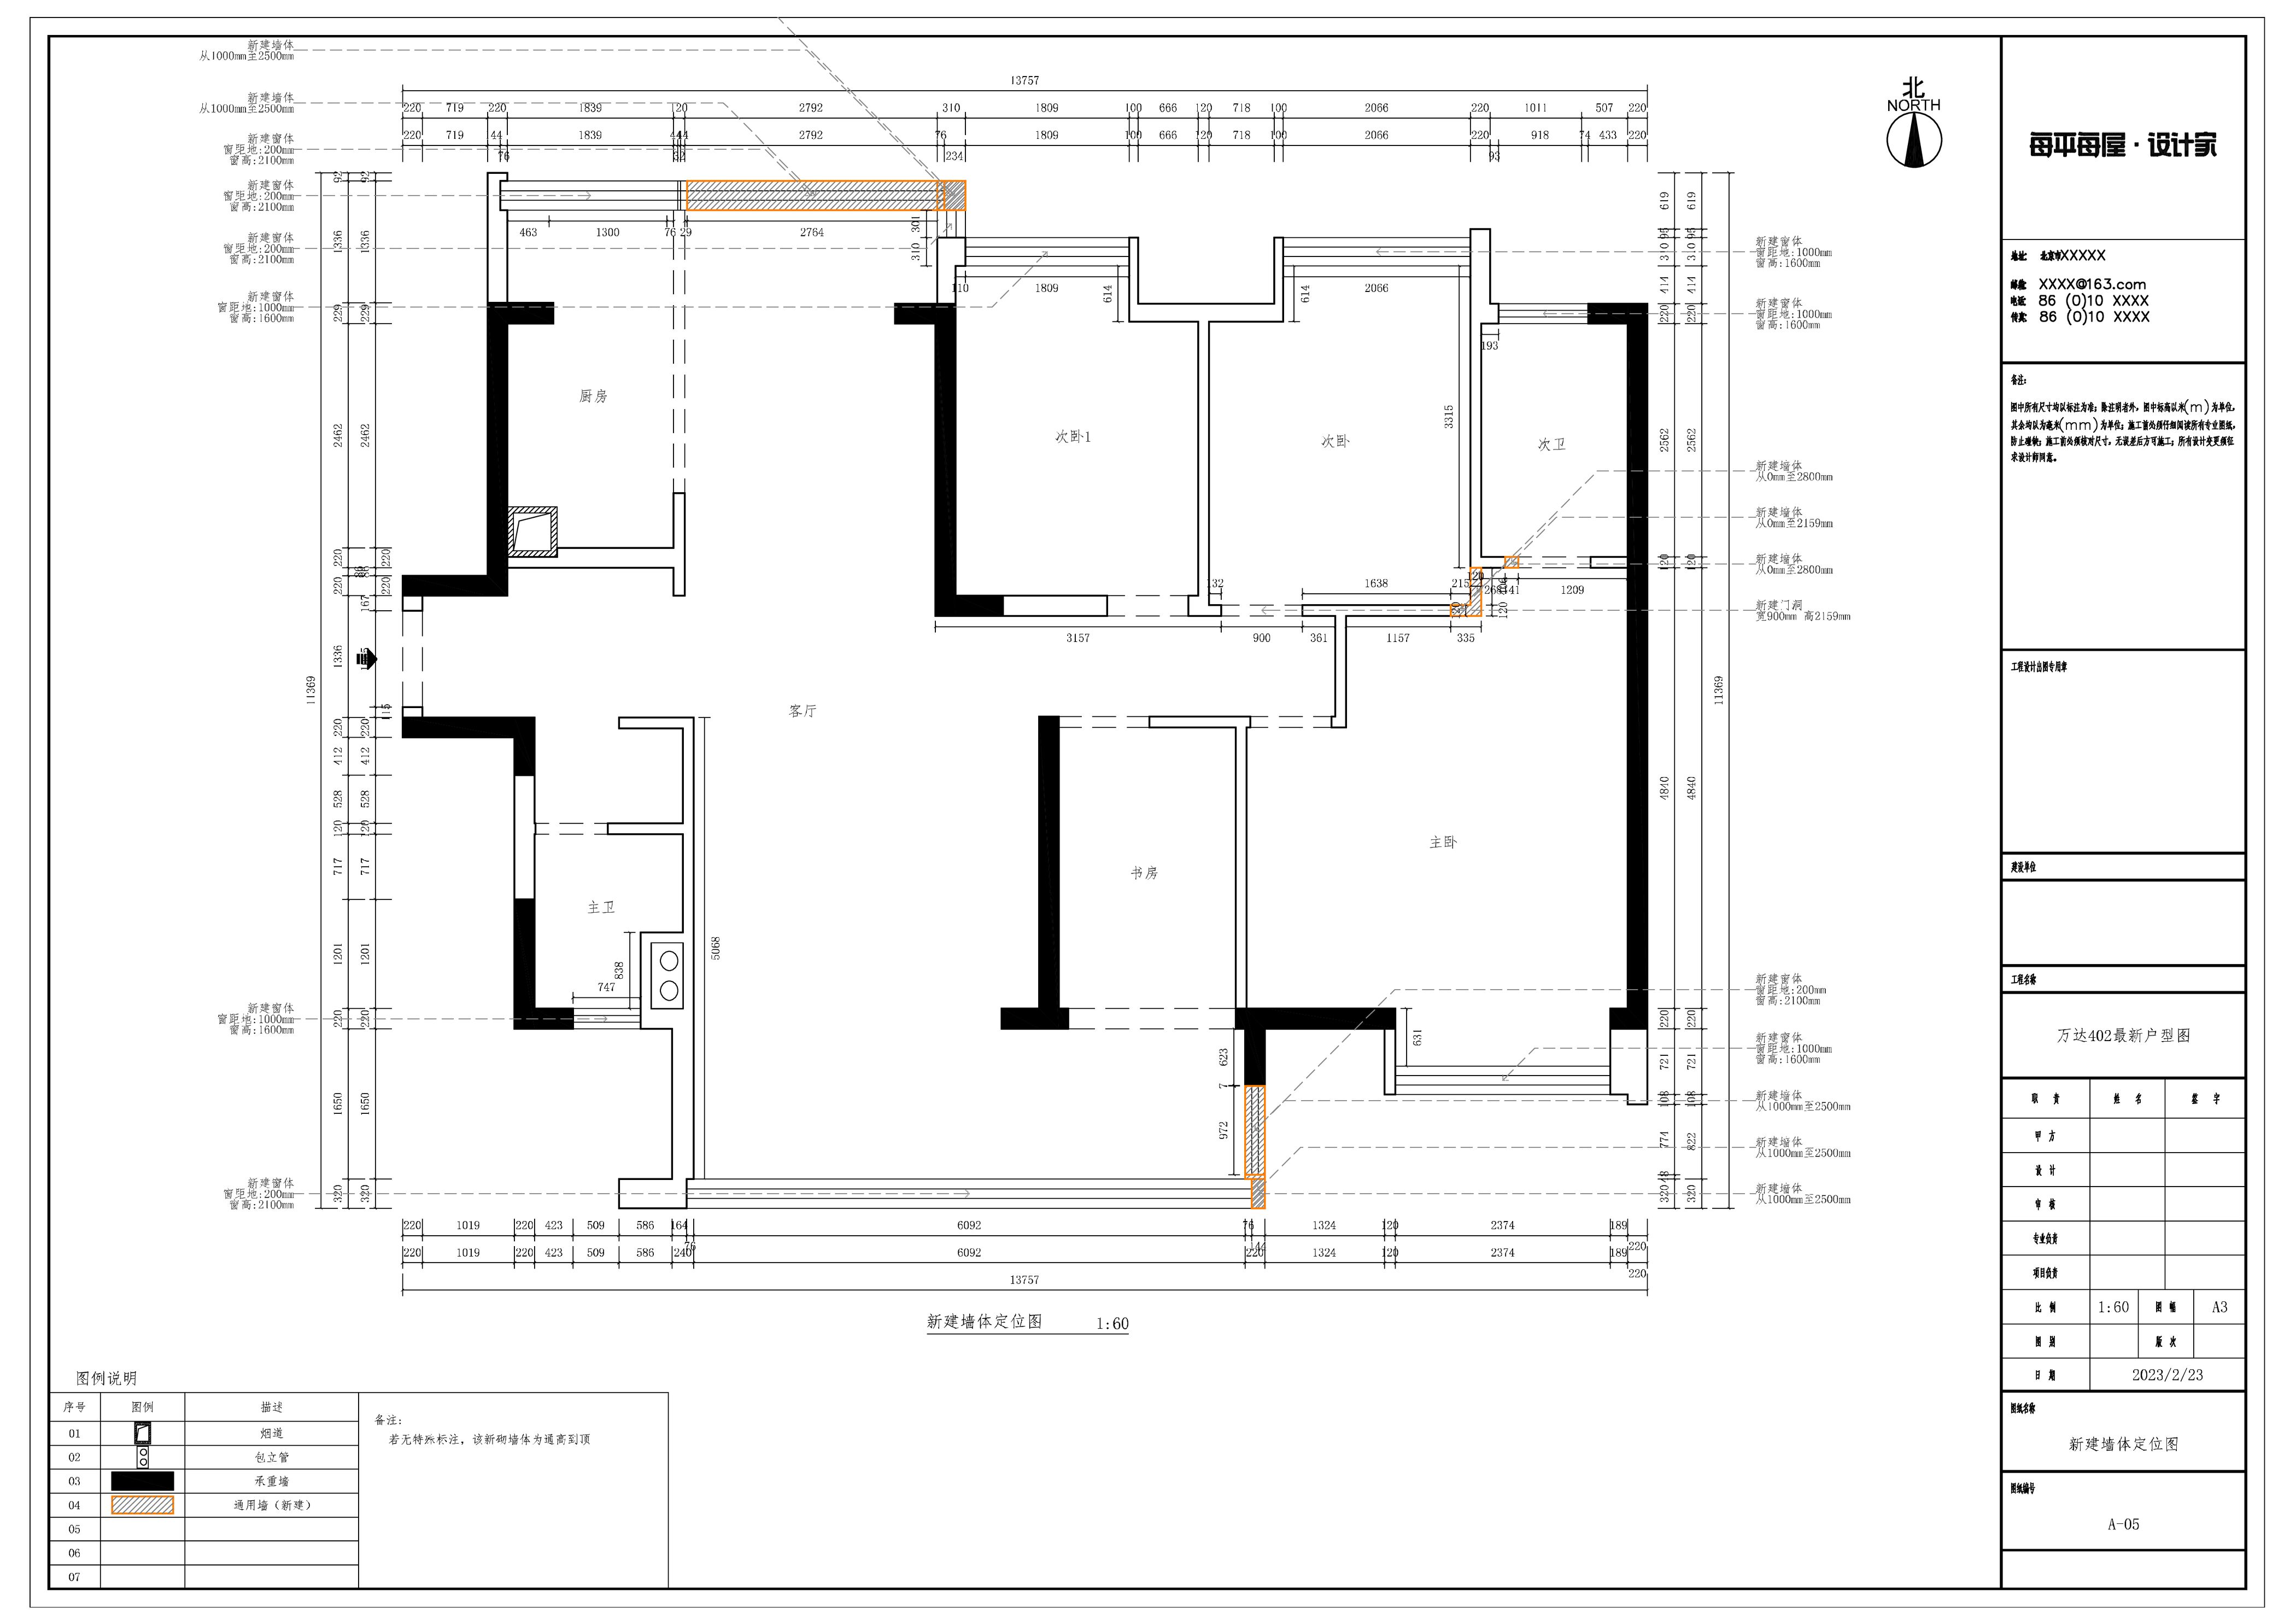 新建墙体
从1000mm至2500mm
新建墙体
从1000mm至2500mm
新建窗体
窗距地:200mm
窗高:2100mm
新建窗体
窗距地:200mm
窗高:2100mm
新建窗体
窗距地:200mm
窗高:2100mm
新建窗体
窗距地:1000mm
窗高:1600mm
新建窗体
窗距地:1000mm
窗高:1600mm
新建窗体
窗距地:200mm
窗高:2100mm
13757
220 719 220 1839 120 2792 310 1809 100 666 120 718 100 2066 220 1011 507 220
220 719 144 1839 44 44 2792 76 1809 100 666 120 718 100 2066 220 918 74 433 220
76 32 234 93
463 1300 76 29 2764
301
310
110 1809
614
614
2066
193
3315
11369
92 1336 229 2462 220 86 220 1336 220 412 528 120 717 1201 220 1650 320
92 1336 229 2462 220 86 220 167 115 220 412 528 120 717 1201 220 1650 320
厨房
次卧1
次卧
次卫
客厅
主卧
书房
主卫
132 1638 215
120
268 141 1209
120
3157 900 361 1157 335
5068
838
747
623
7
972
631
619 95 310 414 220 2562 120 4840 220 721 108 774 48 320
619 95 310 414 220 2562 120 4840 220 721 108 822 320
11369
新建窗体
窗距地:1000mm
窗高:1600mm
新建窗体
窗距地:1000mm
窗高:1600mm
新建墙体
从0mm至2800mm
新建墙体
从0mm至2159mm
新建墙体
从0mm至2800mm
新建门洞
宽900mm 高2159mm
新建窗体
窗距地:200mm
窗高:2100mm
新建窗体
窗距地:1000mm
窗高:1600mm
新建墙体
从1000mm至2500mm
新建墙体
从1000mm至2500mm
新建墙体
从1000mm至2500mm
220 1019 220 423 509 586 164 6092 76 1324 120 2374 189
76 144 220
220 1019 220 423 509 586 240 6092 220 1324 120 2374 189
220
13757
新建墙体定位图 1:60
北
NORTH
图例说明
序号 图例 描述
01 烟道
02 包立管
03 承重墙
04 通用墙（新建）
05
06
07
备注:
若无特殊标注，该新砌墙体为通高到顶
每平每屋·设计家
地址: 北京市XXXXX
邮箱: XXXX@163.com
电话: 86 (0)10 XXXX
传真: 86 (0)10 XXXX
备注:
图中所有尺寸均以标注为准；除注明者外，图中标高以米(m)为单位，
其余均以为毫米(mm)为单位；施工前必须仔细阅读所有专业图纸，
防止碰缺；施工前必须核对尺寸，无误差后方可施工；所有设计变更须征
求设计师同意。
工程设计出图专用章
建设单位
工程名称
万达402最新户型图
职 责 姓 名 签 字
甲 方
设 计
审 核
专业负责
项目负责
比 例 1:60 图 幅 A3
图 别 版 次
日 期 2023/2/23
图纸名称
新建墙体定位图
图纸编号
A-05